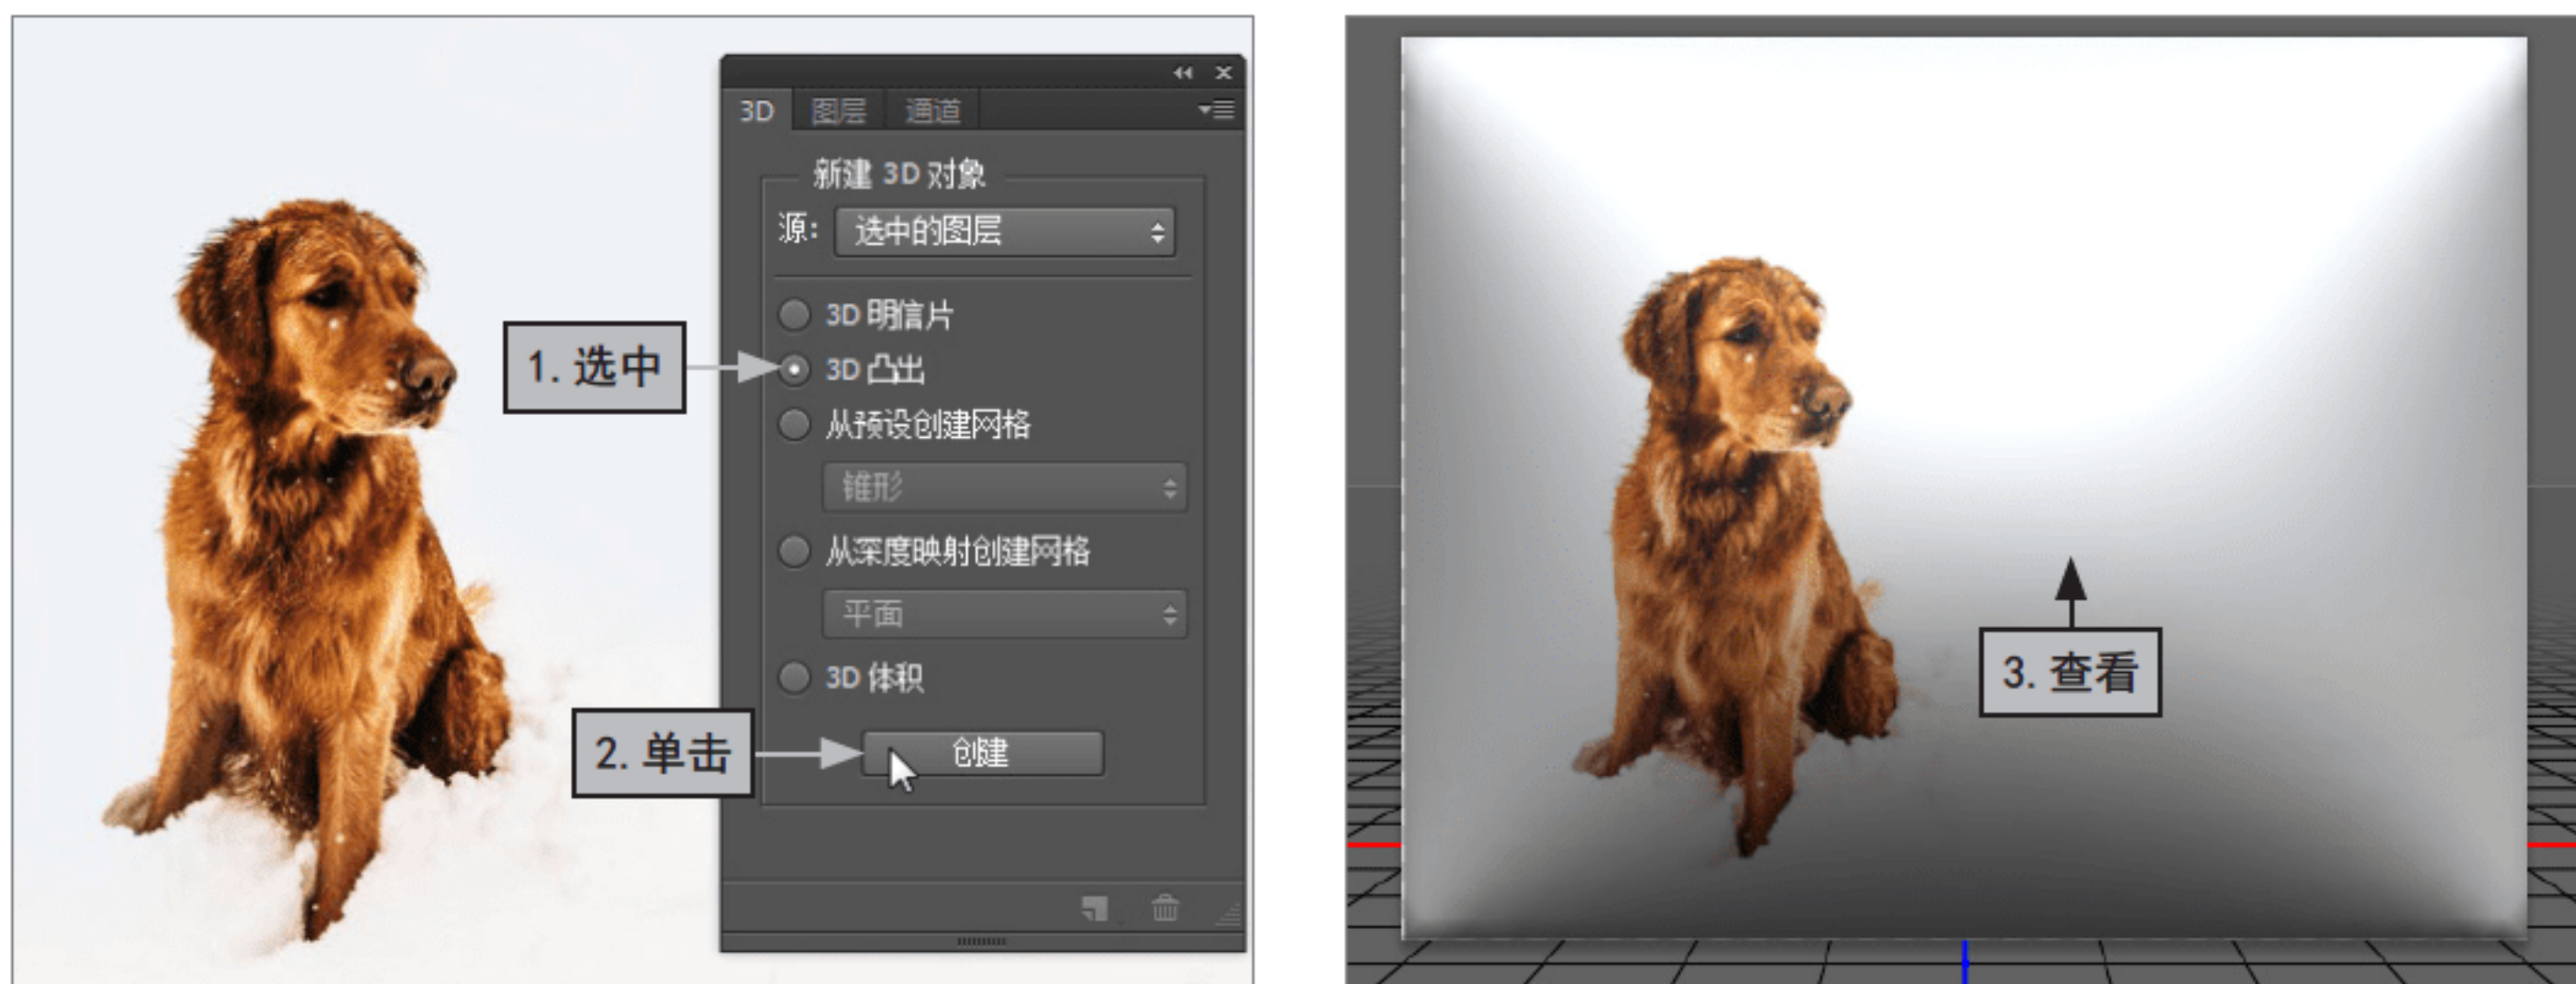 3D 图层 通道
新建 3D 对象
源: 选中的图层
3D 明信片
1. 选中
3D 凸出
从预设创建网格
锥形
从深度映射创建网格
平面
3D 体积
2. 单击
创建
3. 查看